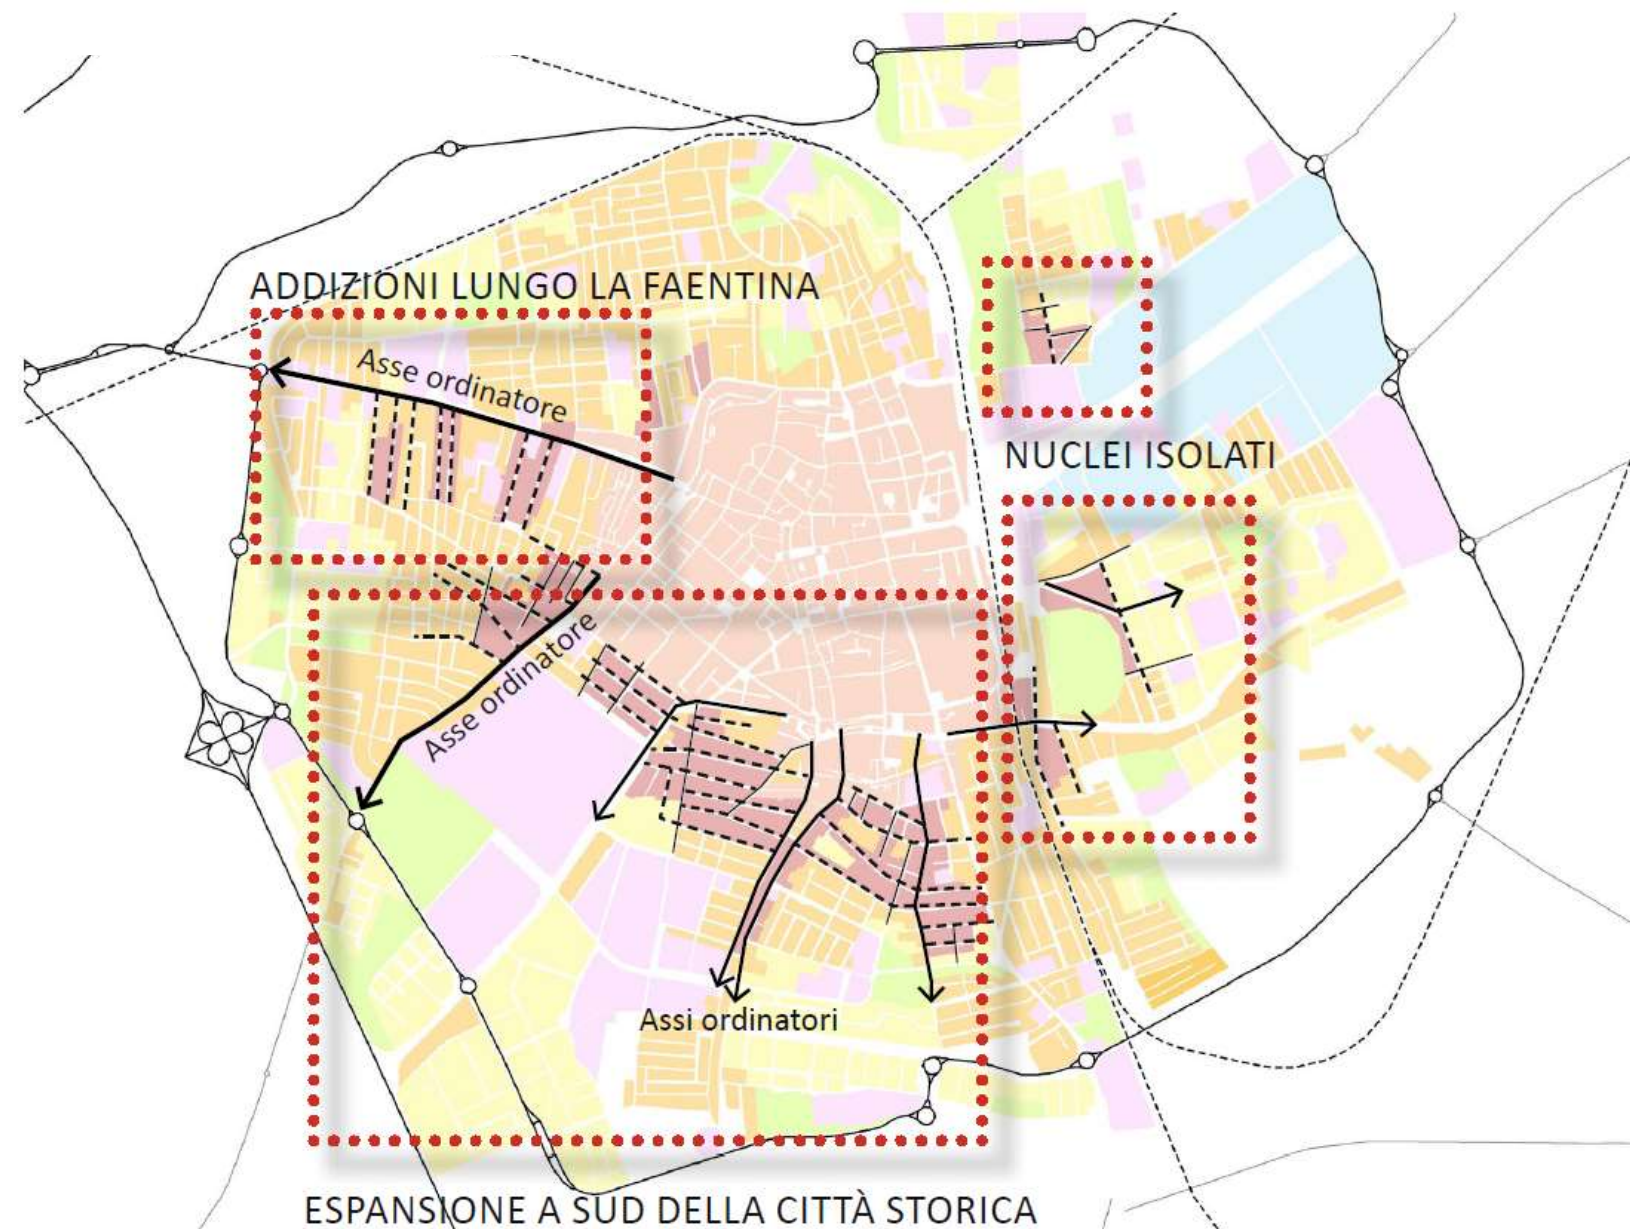 ADDIZIONI LUNGO LA FAENTINA
Asse ordinatore
NUCLEI ISOLATI
Asse ordinatore
Assi ordinatori
ESPANSIONE A SUD DELLA CITTÀ STORICA